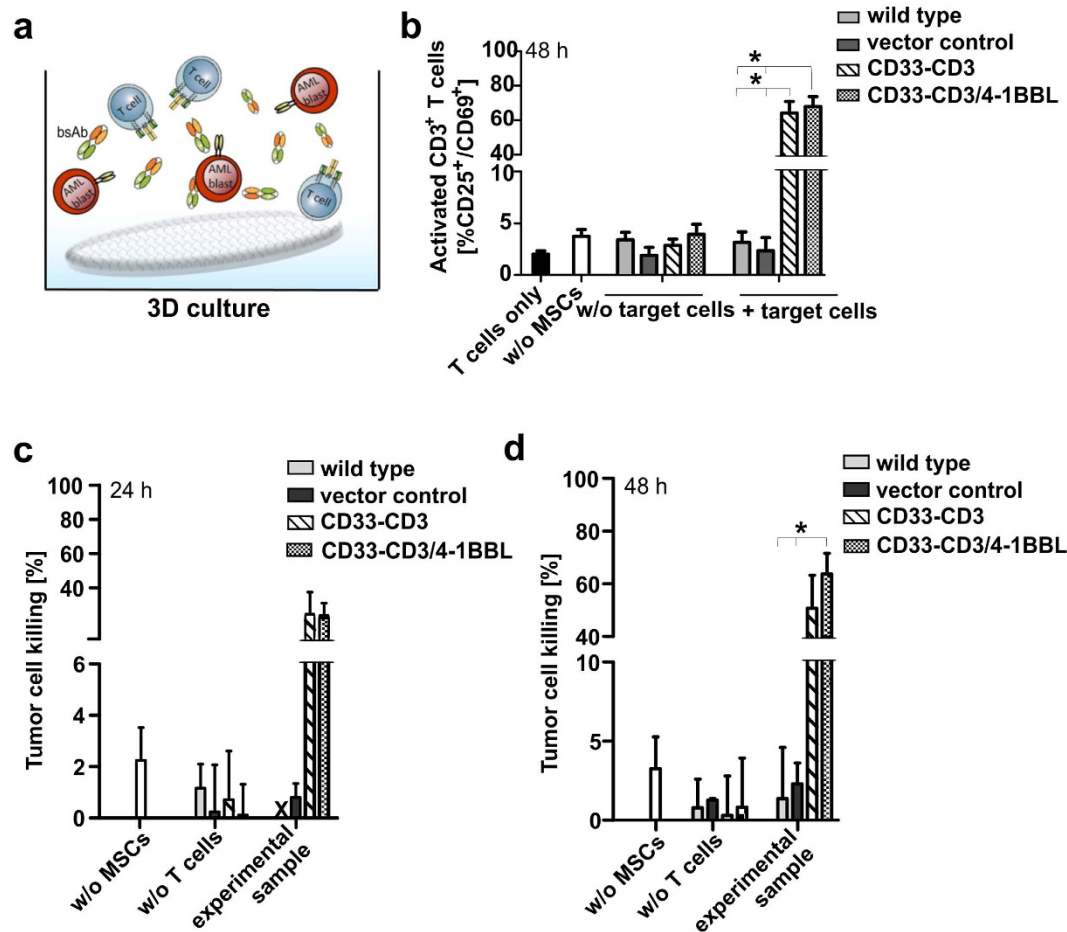 a
T cell
T cell
AML
blast
bsAb
AML
blast
AML
blast
T cell
3D culture
b
wild type
vector control
CD33-CD3
CD33-CD3/4-1BBL
48 h
Activated CD3+ T cells
[%CD25+/CD69+]
100
80
60
40
10
5
0
*
*
T cells only
w/o MSCs
w/o target cells
+ target cells
c
wild type
vector control
CD33-CD3
CD33-CD3/4-1BBL
24 h
Tumor cell killing [%]
100
80
60
40
6
4
2
0
X
w/o MSCs
w/o T cells
experimental
sample
d
wild type
vector control
CD33-CD3
CD33-CD3/4-1BBL
48 h
Tumor cell killing [%]
100
80
60
40
10
5
0
*
w/o MSCs
w/o T cells
experimental
sample